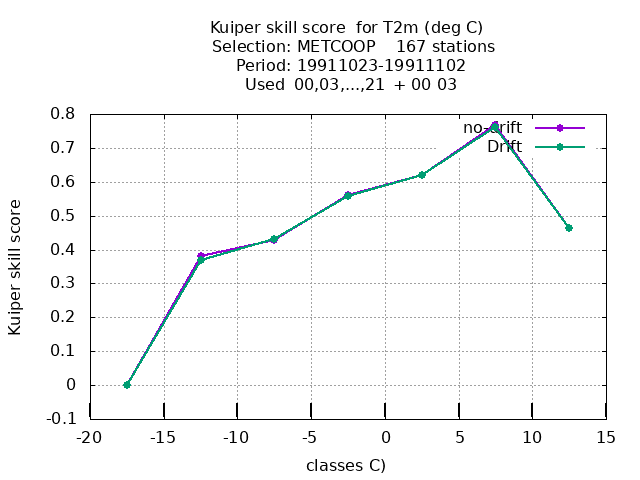 Kuiper skill score  for T2m (deg C)
Selection: METCOOP    167 stations
Period: 19911023-19911102
Used  00,03,...,21  + 00 03
no-drift
Drift
0.8
0.7
0.6
0.5
0.4
0.3
0.2
0.1
0
-0.1
Kuiper skill score
-20 -15 -10 -5 0 5 10 15
classes C)